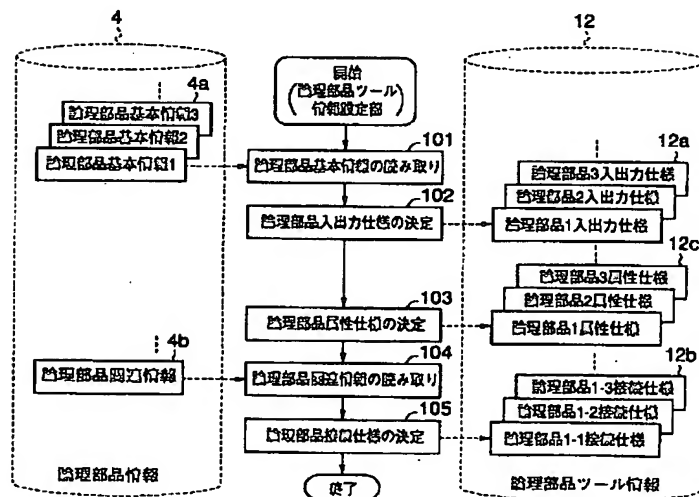 4
12
開始
(論理部品ツール
情報設定部)
4a
論理部品基本情報3
論理部品基本情報2
論理部品基本情報1
101
論理部品基本情報の読み取り
102
論理部品入出力仕様の決定
12a
論理部品3入出力仕様
論理部品2入出力仕様
論理部品1入出力仕様
12c
論理部品3属性仕様
論理部品2属性仕様
論理部品1属性仕様
103
論理部品属性仕様の決定
4b
論理部品関連情報
104
論理部品関連情報の読み取り
12b
論理部品1-3接続仕様
論理部品1-2接続仕様
論理部品1-1接続仕様
105
論理部品接続仕様の決定
論理部品情報
終了
論理部品ツール情報